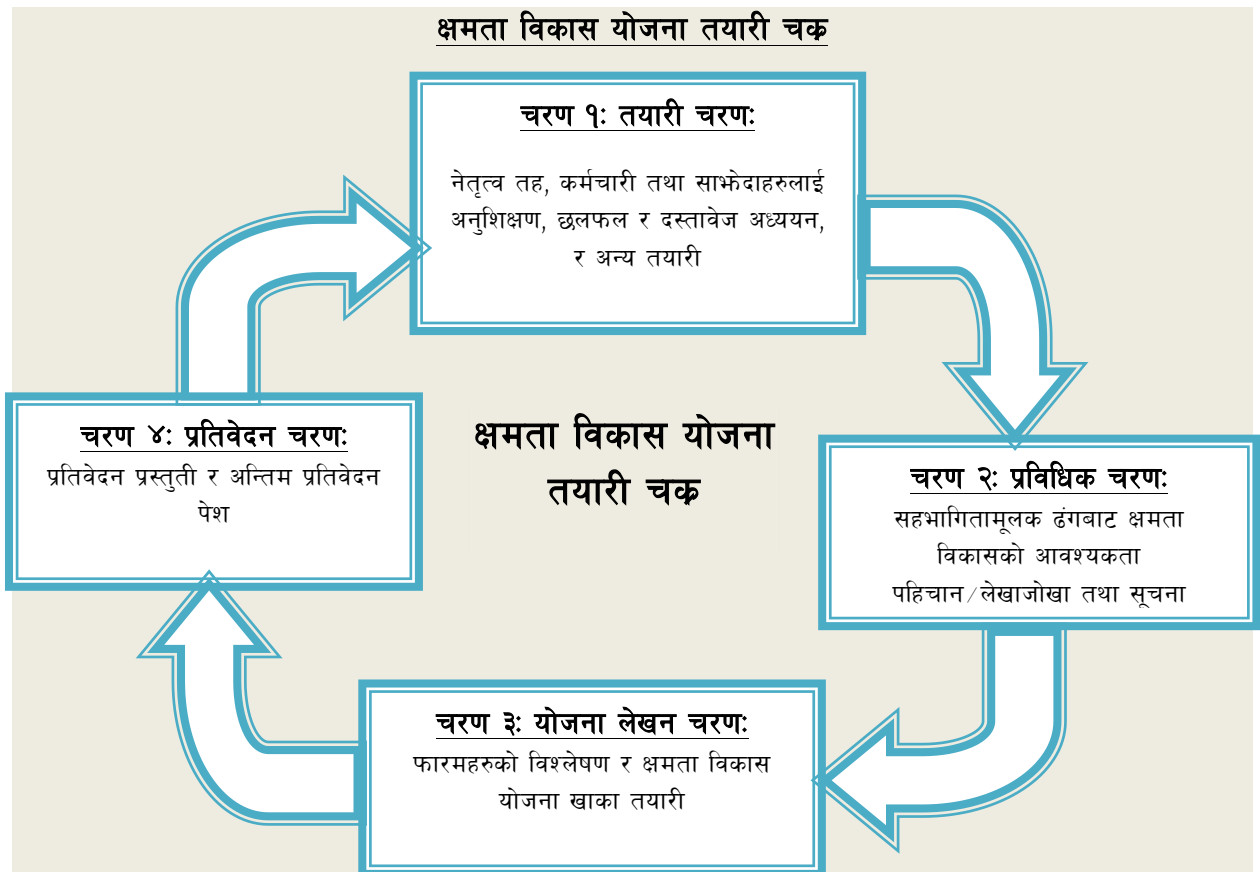 क्षमता विकास योजना तयारी चक्र
चरण १: तयारी चरण:
नेतृत्व तह, कर्मचारी तथा साझेदाहरुलाई
अनुशिक्षण, छलफल र दस्तावेज अध्ययन,
र अन्य तयारी
क्षमता विकास योजना
तयारी चक्र
चरण २: प्रविधिक चरण:
सहभागितामूलक ढंगबाट क्षमता
विकासको आवश्यकता
पहिचान/लेखाजोखा तथा सूचना
चरण ३: योजना लेखन चरण:
फारमहरुको विश्लेषण र क्षमता विकास
योजना खाका तयारी
चरण ४: प्रतिवेदन चरण:
प्रतिवेदन प्रस्तुती र अन्तिम प्रतिवेदन
पेश